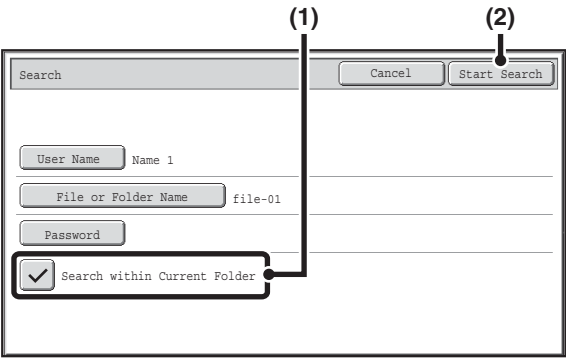 (1) (2)
Search Cancel Start Search
User Name Name 1
File or Folder Name file-01
Password
Search within Current Folder